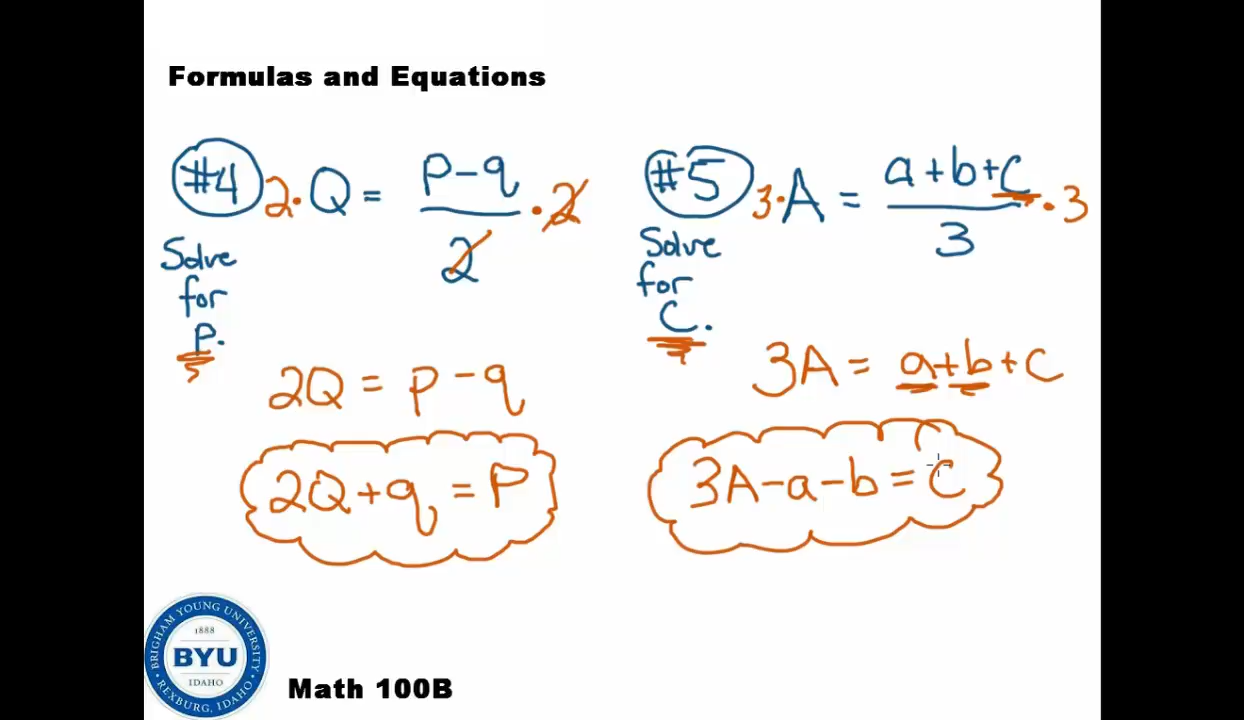 Formulas and Equations
#4 2·Q = p-q / 2 · 2
Solve
for
P.
2Q = p-q
2Q+q = P
#5 3·A = a+b+c / 3 · 3
Solve
for
C.
3A = a+b+c
3A-a-b = C
BRIGHAM YOUNG UNIVERSITY
1888
BYU
IDAHO
REXBURG, IDAHO
Math 100B